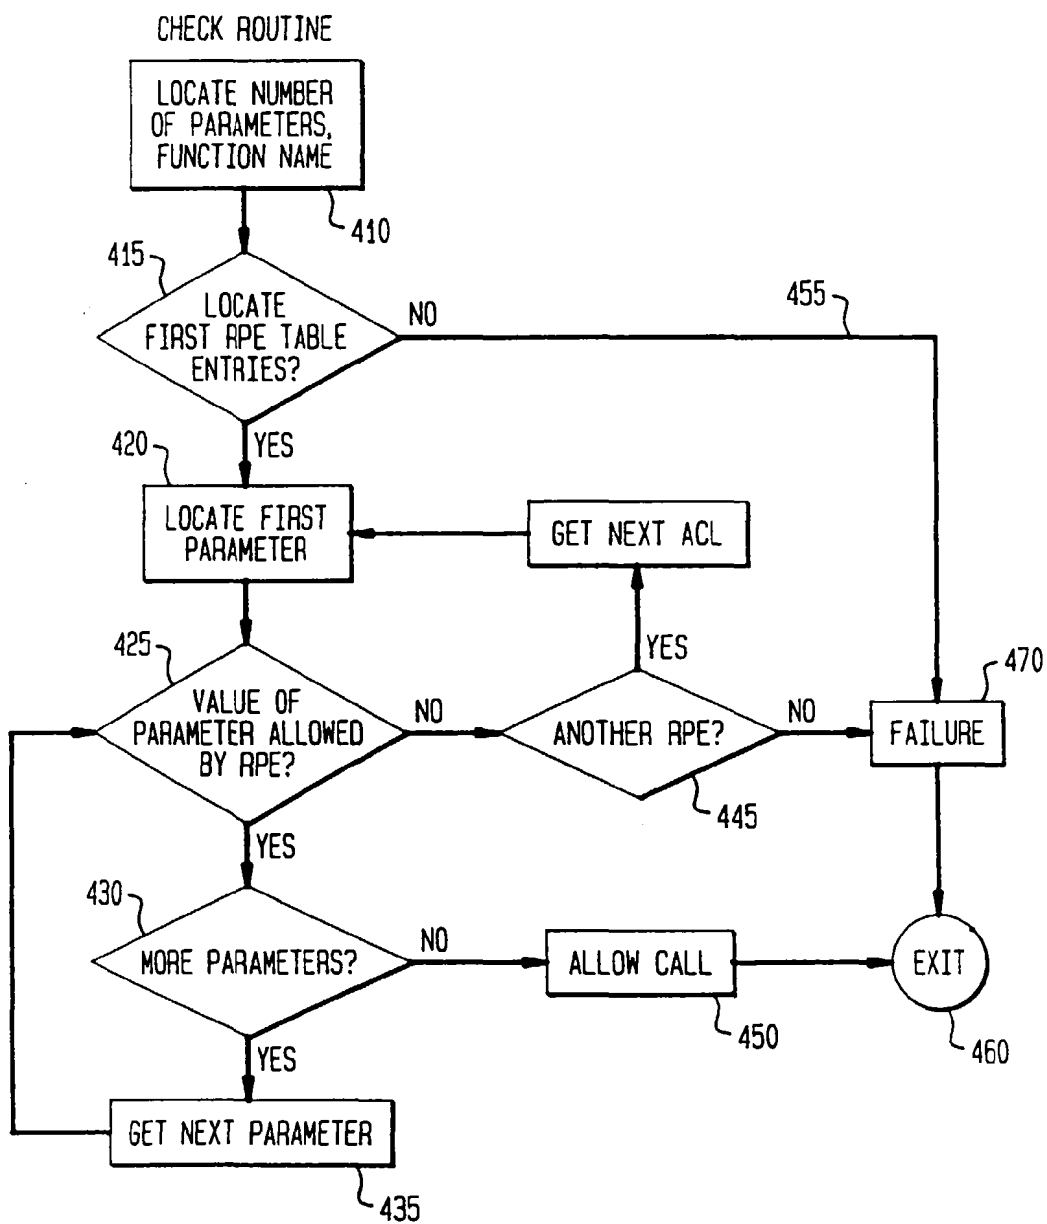 CHECK ROUTINE
LOCATE NUMBER
OF PARAMETERS,
FUNCTION NAME
410
415
LOCATE
FIRST RPE TABLE
ENTRIES?
NO
455
YES
420
LOCATE FIRST
PARAMETER
GET NEXT ACL
YES
425
VALUE OF
PARAMETER ALLOWED
BY RPE?
NO
ANOTHER RPE?
445
NO
470
FAILURE
YES
430
MORE PARAMETERS?
NO
ALLOW CALL
450
EXIT
460
YES
GET NEXT PARAMETER
435